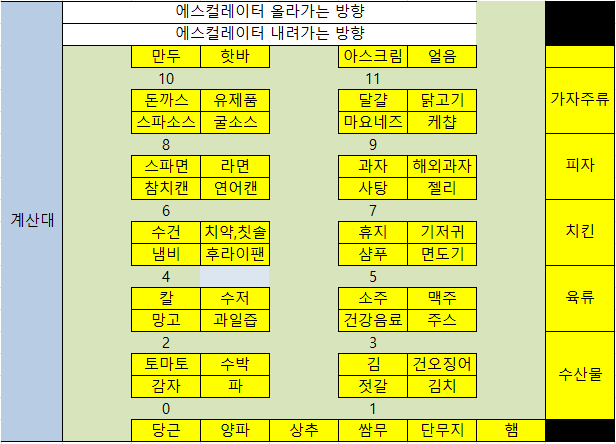 에스컬레이터 올라가는 방향
에스컬레이터 내려가는 방향
만두 핫바 아스크림 얼음
10 11
돈까스 유제품 달걀 닭고기 가자주류
스파소스 굴소스 마요네즈 케챱
8 9
스파면 라면 과자 해외과자 피자
참치캔 연어캔 사탕 젤리
6 7
계산대 수건 치약,칫솔 휴지 기저귀 치킨
냄비 후라이팬 샴푸 면도기
4 5
칼 수저 소주 맥주 육류
망고 과일즙 건강음료 주스
2 3
토마토 수박 김 건오징어 수산물
감자 파 젓갈 김치
0 1
당근 양파 상추 쌈무 단무지 햄